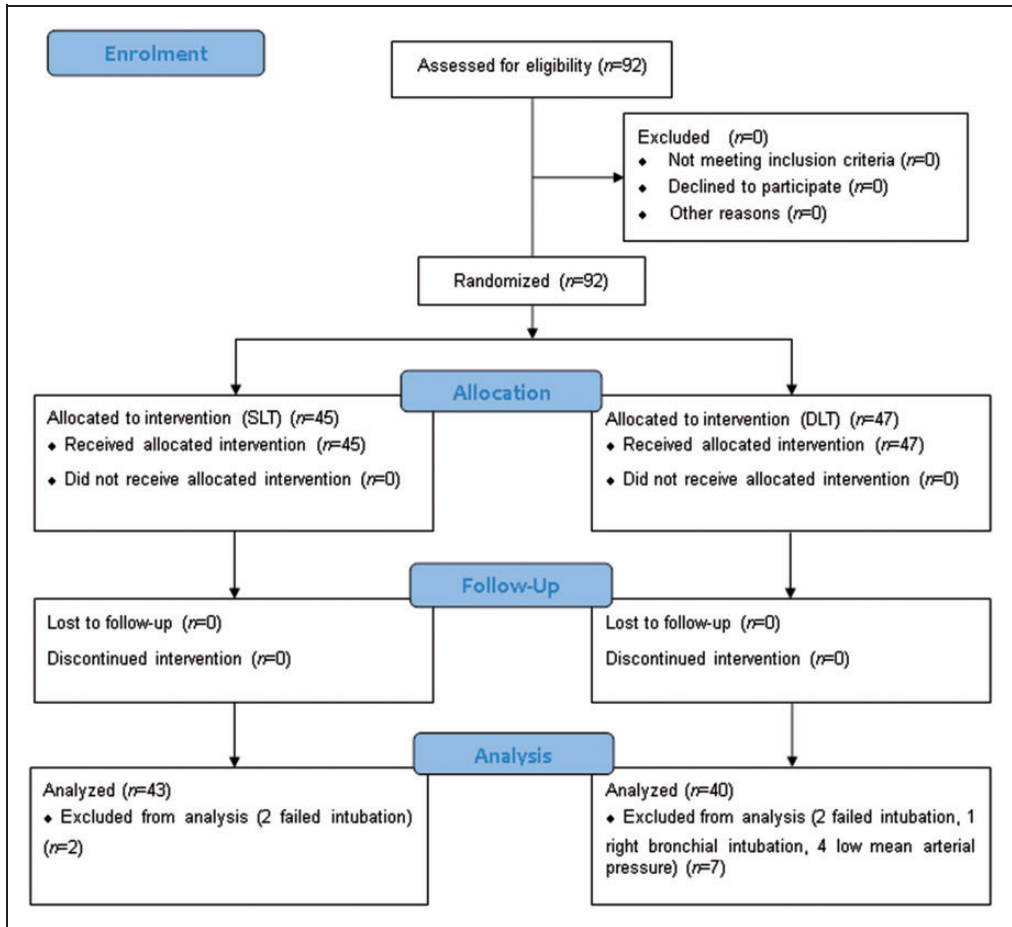 Enrolment
Assessed for eligibility (n=92)
Excluded (n=0)
♦ Not meeting inclusion criteria (n=0)
♦ Declined to participate (n=0)
♦ Other reasons (n=0)
Randomized (n=92)
Allocation
Allocated to intervention (SLT) (n=45)
♦ Received allocated intervention (n=45)
♦ Did not receive allocated intervention (n=0)
Allocated to intervention (DLT) (n=47)
♦ Received allocated intervention (n=47)
♦ Did not receive allocated intervention (n=0)
Follow-Up
Lost to follow-up (n=0)
Discontinued intervention (n=0)
Lost to follow-up (n=0)
Discontinued intervention (n=0)
Analysis
Analyzed (n=43)
♦ Excluded from analysis (2 failed intubation)
(n=2)
Analyzed (n=40)
♦ Excluded from analysis (2 failed intubation, 1
right bronchial intubation, 4 low mean arterial
pressure) (n=7)